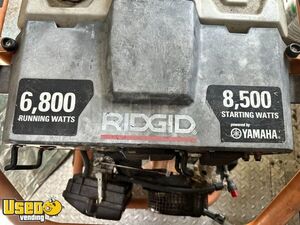 6,800
RUNNING WATTS
RIDGID
8,500
STARTING WATTS
powered by
YAMAHA
Used
vending